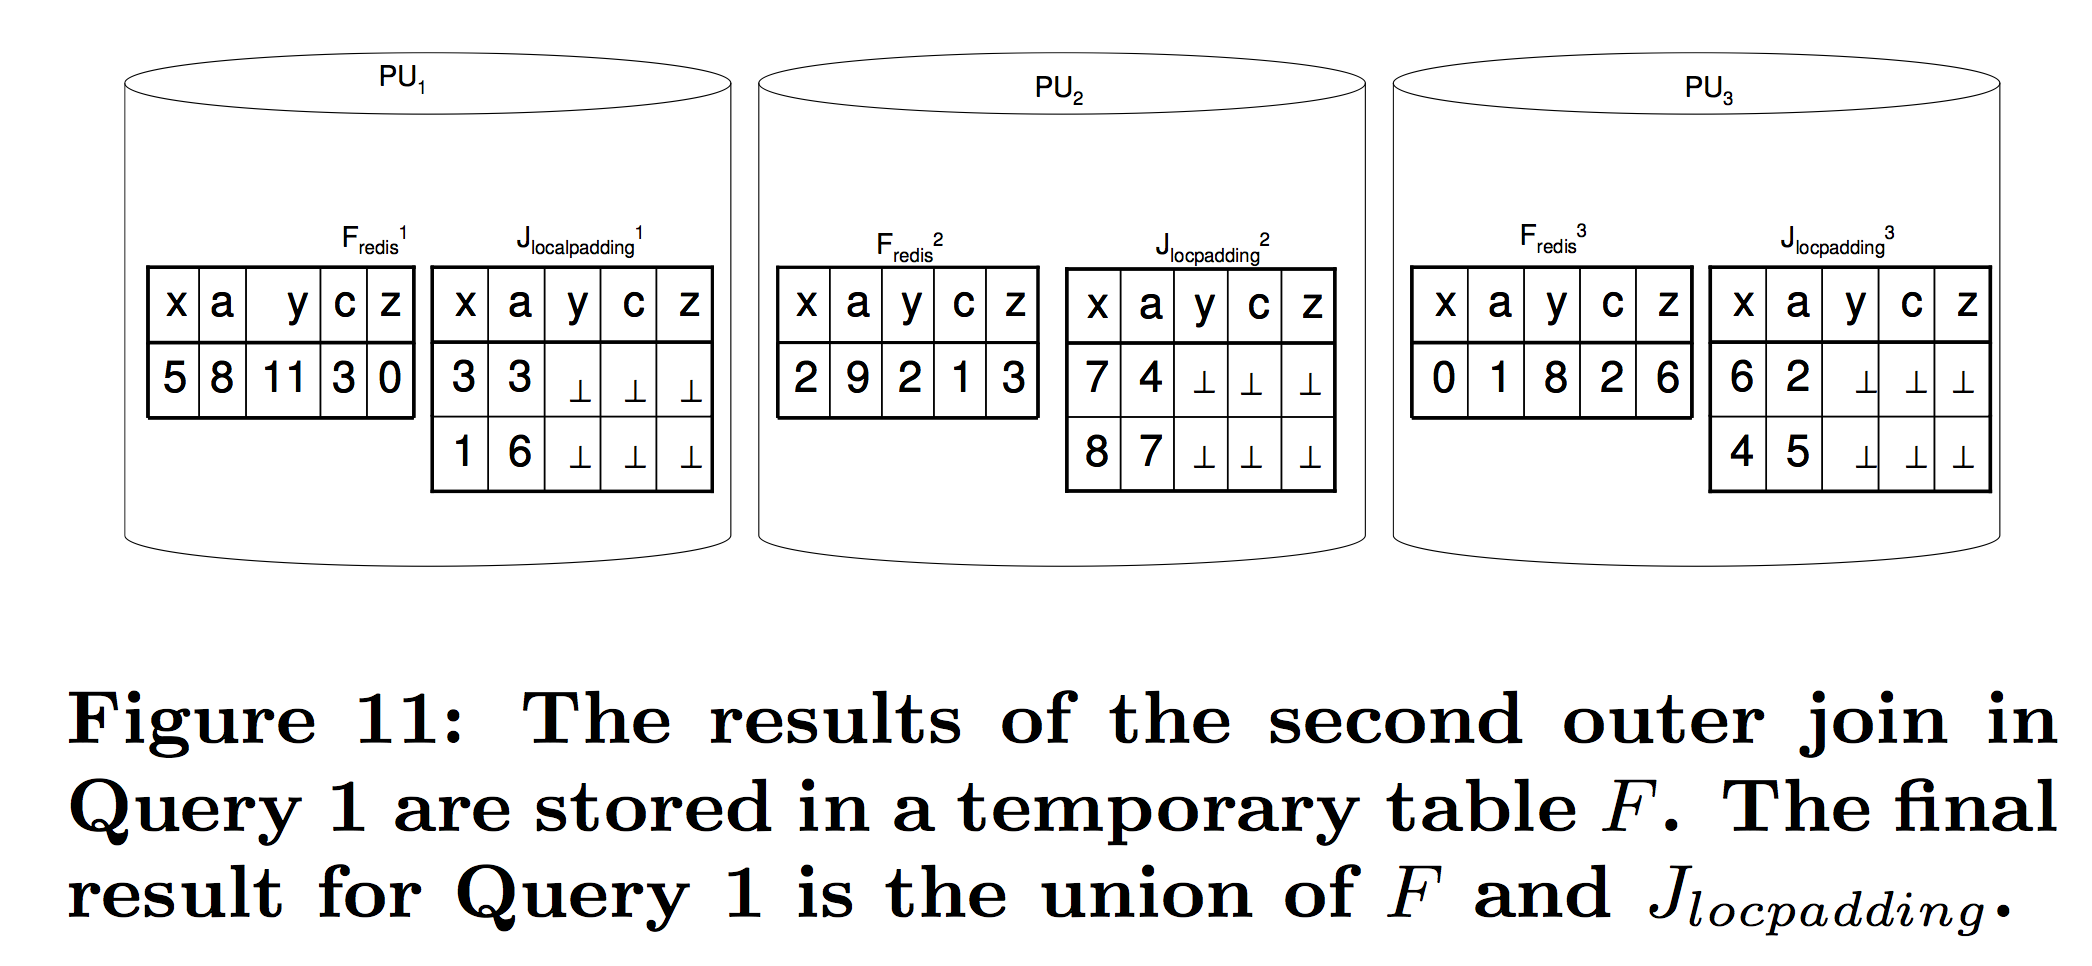 PU1 PU2 PU3
Fredis1 Jlocalpadding1 Fredis2 Jlocpadding2 Fredis3 Jlocpadding3
x a y c z x a y c z x a y c z x a y c z x a y c z x a y c z
5 8 11 3 0 3 3 ⊥ ⊥ ⊥ 2 9 2 1 3 7 4 ⊥ ⊥ ⊥ 0 1 8 2 6 6 2 ⊥ ⊥ ⊥
1 6 ⊥ ⊥ ⊥ 8 7 ⊥ ⊥ ⊥ 4 5 ⊥ ⊥ ⊥
Figure 11: The results of the second outer join in
Query 1 are stored in a temporary table F. The final
result for Query 1 is the union of F and Jlocpadding.